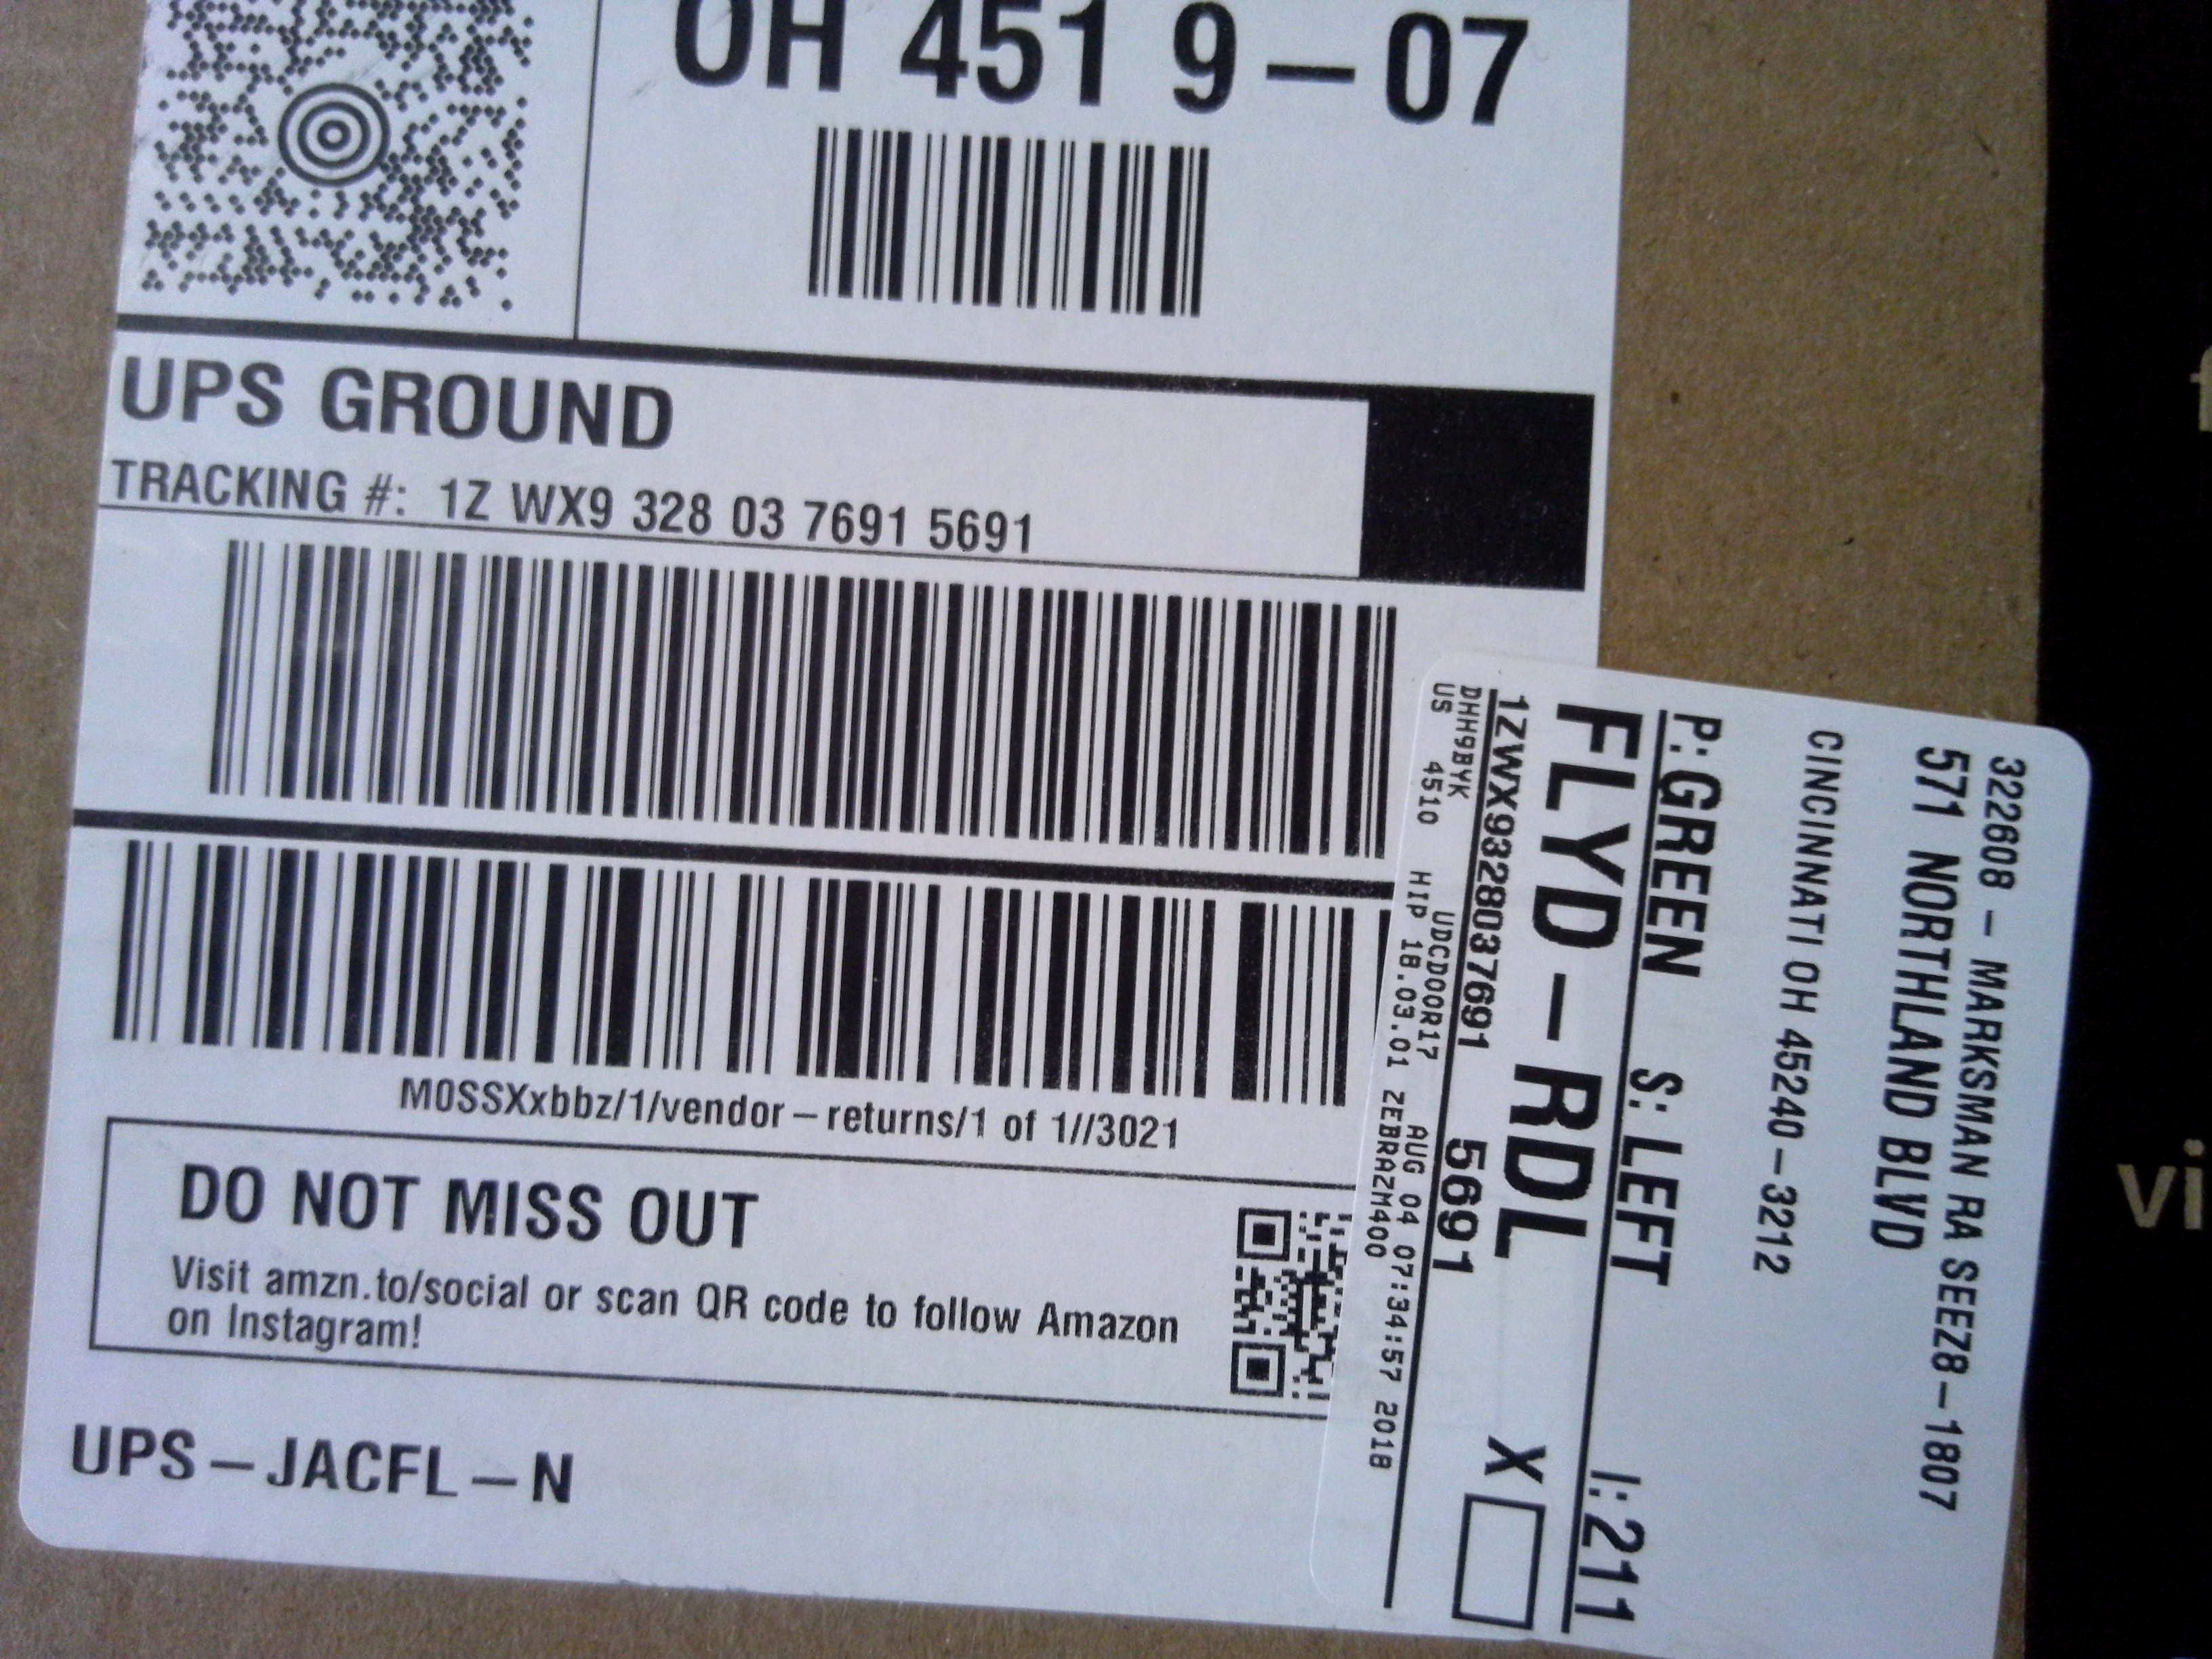 OH 451 9-07
UPS GROUND
TRACKING #: 1Z WX9 328 03 7691 5691
M0SSXxbbz/1/vendor-returns/1 of 1//3021
DO NOT MISS OUT
Visit amzn.to/social or scan QR code to follow Amazon
on Instagram!
UPS-JACFL-N
322608 - MARKSMAN RA SEEZ8-1807
571 NORTHLAND BLVD
CINCINNATI OH 45240-3212
P: GREEN S: LEFT I: 211
FLYD-RDL
1ZWX9328037691 5691 X
DHH9BYK UDCDOOR17 AUG 04 07:34:57 2018
US 4510 HIP 18.03.01 ZEBRAZM400
vi